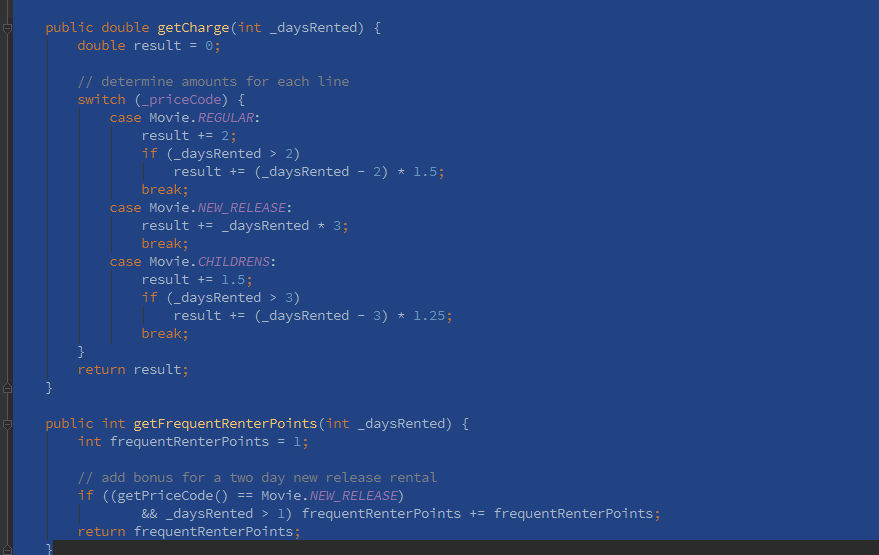 public double getCharge(int _daysRented) {
double result = 0;
// determine amounts for each line
switch (_priceCode) {
case Movie.REGULAR:
result += 2;
if (_daysRented > 2)
result += (_daysRented - 2) * 1.5;
break;
case Movie.NEW_RELEASE:
result += _daysRented * 3;
break;
case Movie.CHILDRENS:
result += 1.5;
if (_daysRented > 3)
result += (_daysRented - 3) * 1.25;
break;
}
return result;
}
public int getFrequentRenterPoints(int _daysRented) {
int frequentRenterPoints = 1;
// add bonus for a two day new release rental
if ((getPriceCode() == Movie.NEW_RELEASE)
&& _daysRented > 1) frequentRenterPoints += frequentRenterPoints;
return frequentRenterPoints;
}